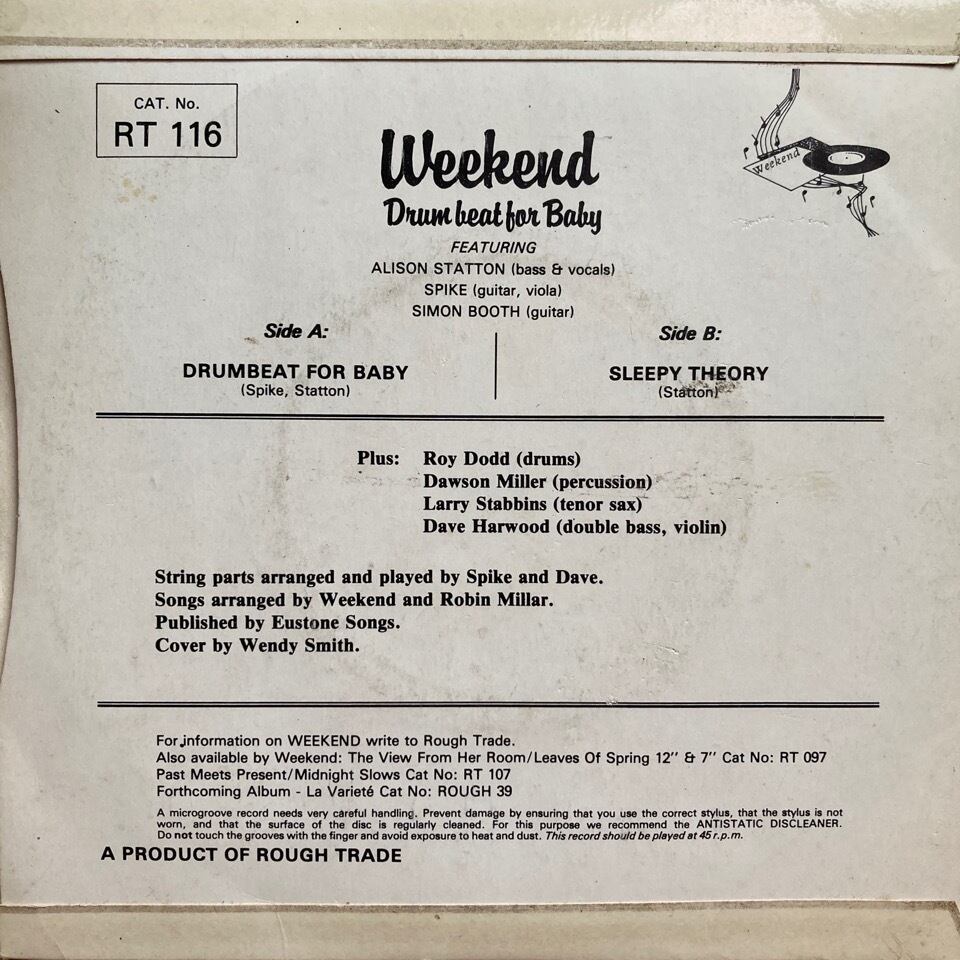 CAT. No.
RT 116
Weekend
Weekend
Drum beat for Baby
FEATURING
ALISON STATTON (bass & vocals)
SPIKE (guitar, viola)
SIMON BOOTH (guitar)
Side A:
DRUMBEAT FOR BABY
(Spike, Statton)
Side B:
SLEEPY THEORY
(Statton)
Plus: Roy Dodd (drums)
Dawson Miller (percussion)
Larry Stabbins (tenor sax)
Dave Harwood (double bass, violin)
String parts arranged and played by Spike and Dave.
Songs arranged by Weekend and Robin Millar.
Published by Eustone Songs.
Cover by Wendy Smith.
For information on WEEKEND write to Rough Trade.
Also available by Weekend: The View From Her Room/Leaves Of Spring 12" & 7" Cat No: RT 097
Past Meets Present/Midnight Slows Cat No: RT 107
Forthcoming Album - La Varieté Cat No: ROUGH 39
A microgroove record needs very careful handling. Prevent damage by ensuring that you use the correct stylus, that the stylus is not
worn, and that the surface of the disc is regularly cleaned. For this purpose we recommend the ANTISTATIC DISCLEANER.
Do not touch the grooves with the finger and avoid exposure to heat and dust. This record should be played at 45 r.p.m.
A PRODUCT OF ROUGH TRADE